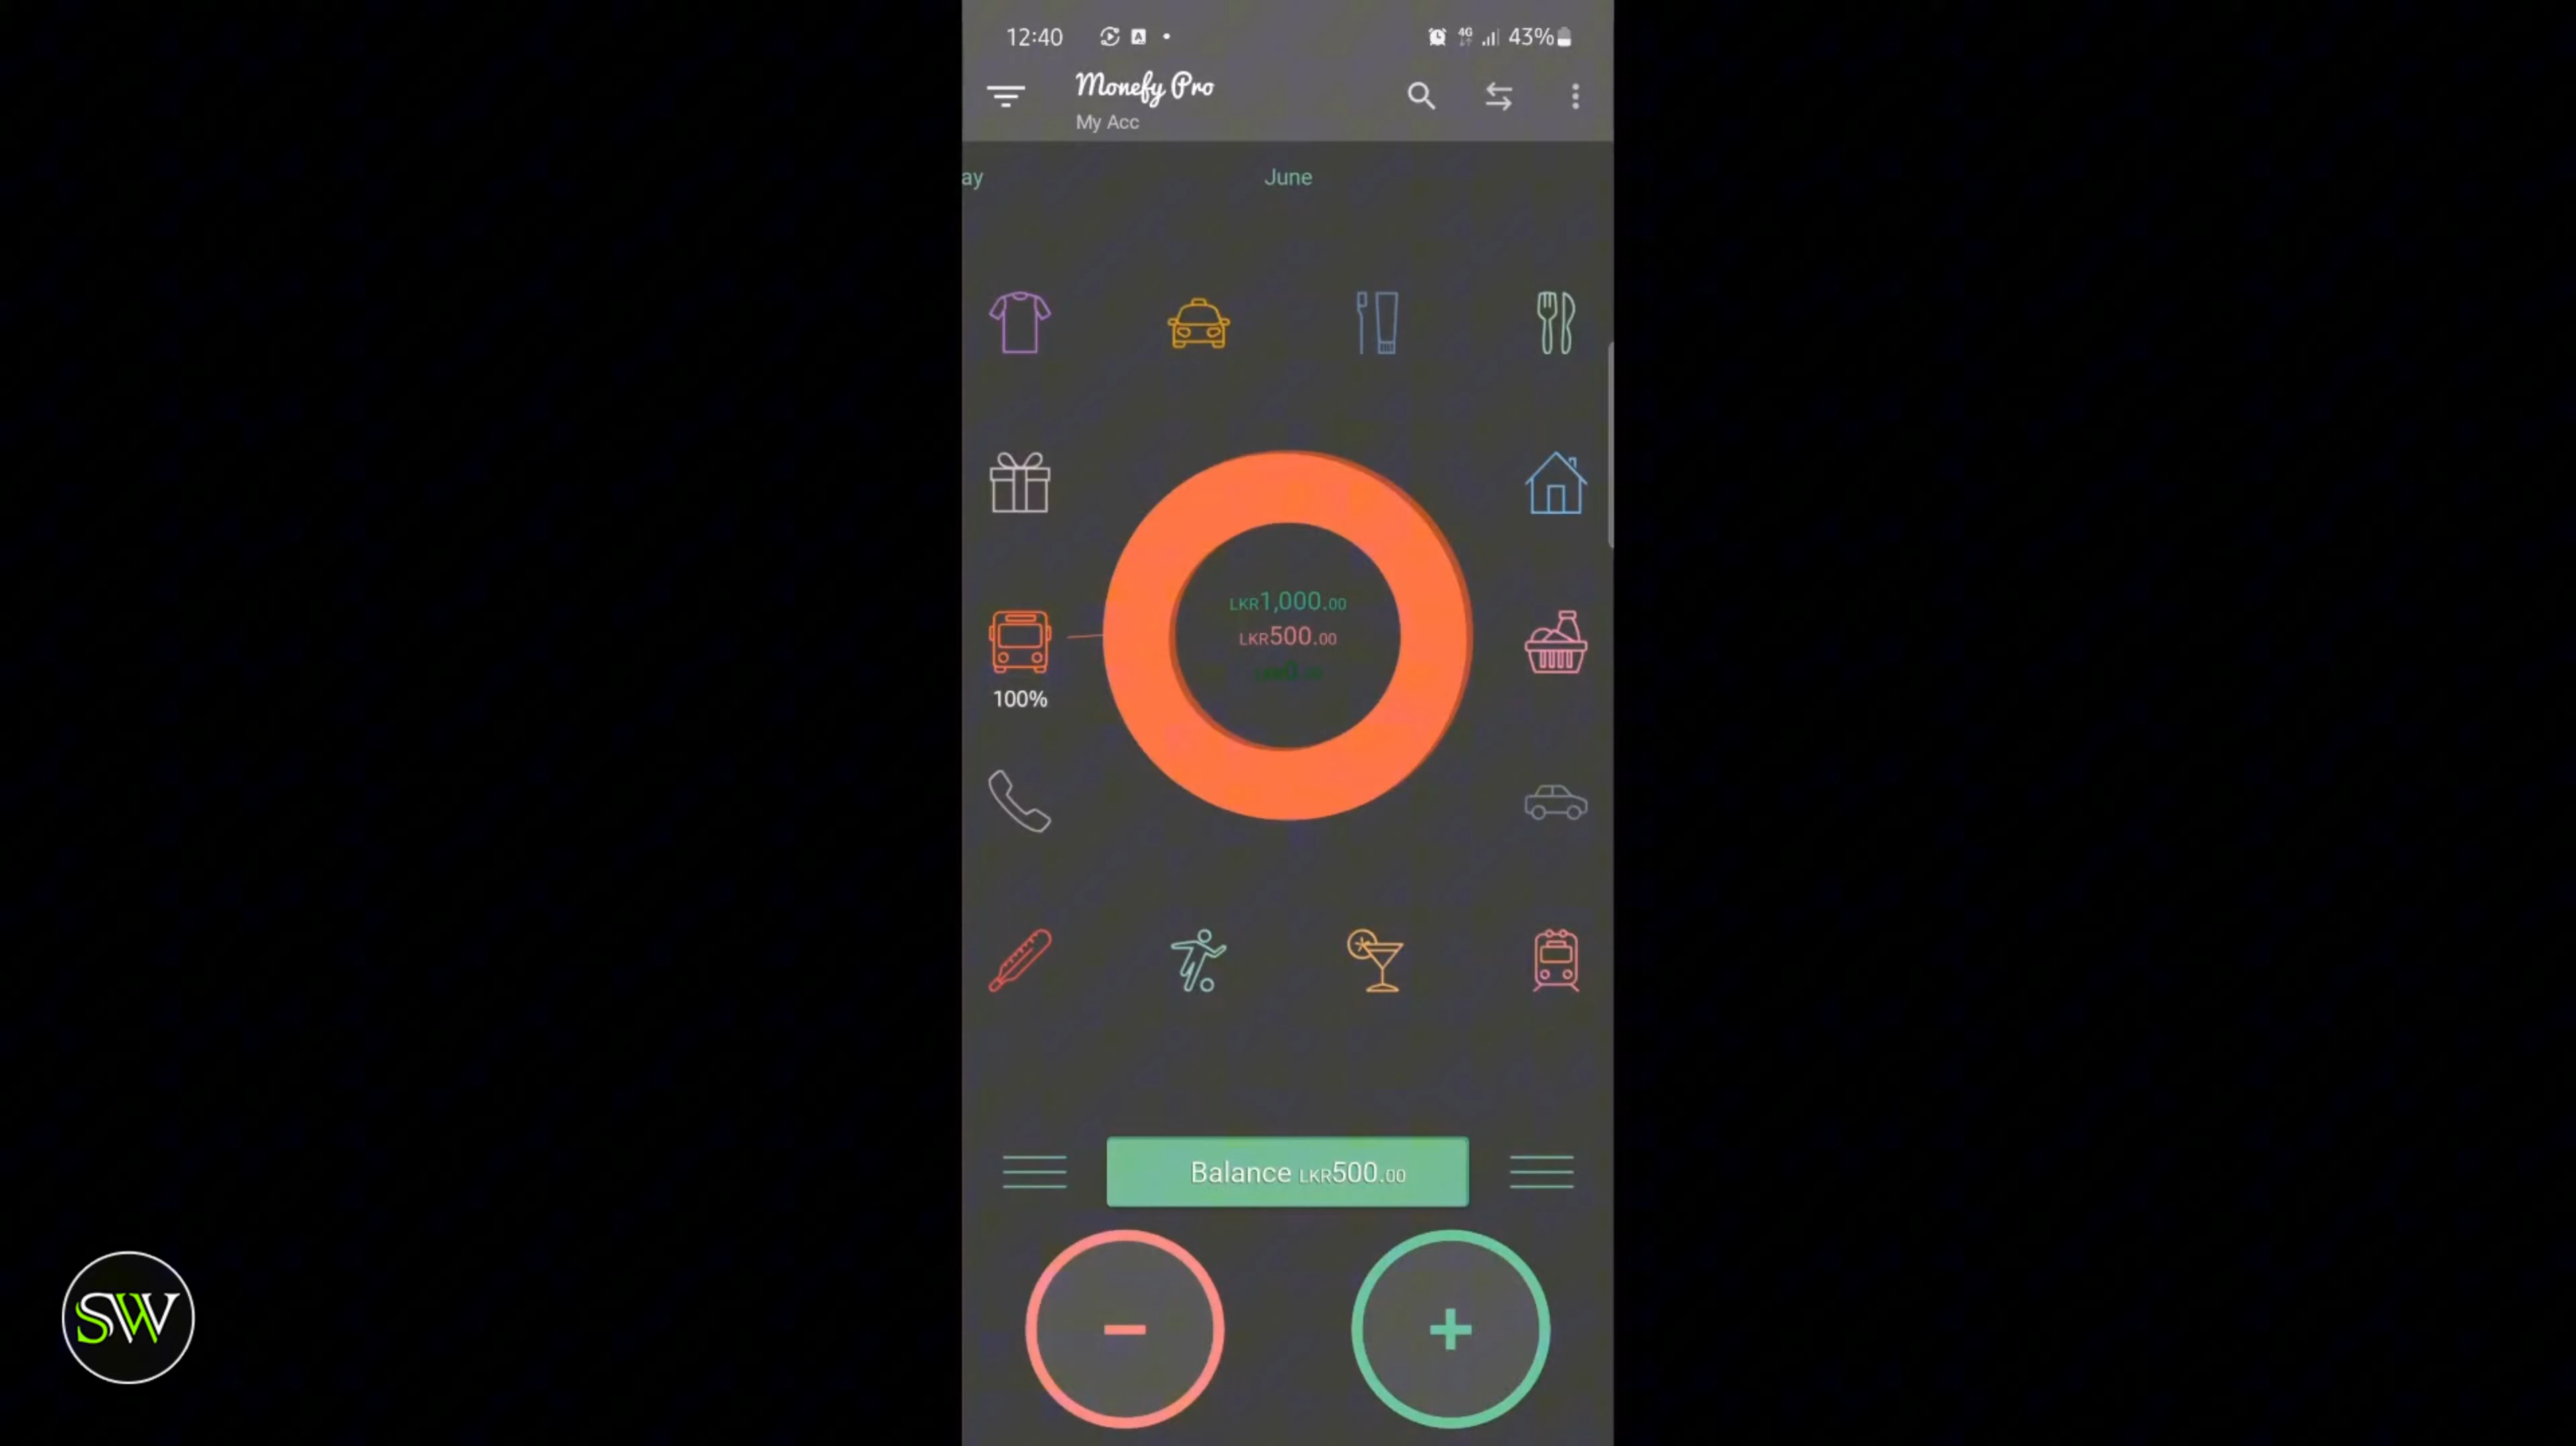 12:40 4G 43%
Monefy Pro
My Acc
ay June
LKR1,000.00
LKR500.00
100%
Balance LKR500.00
SW